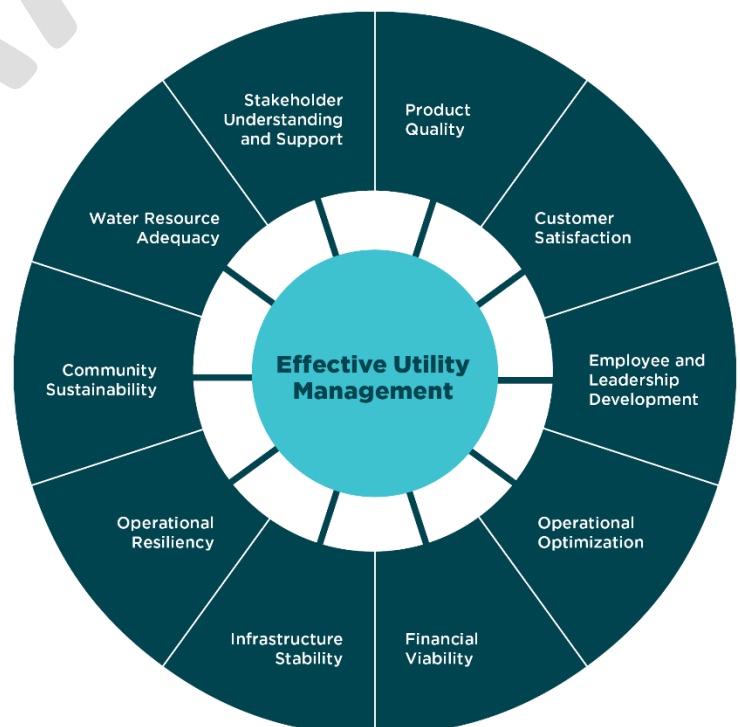 Stakeholder
Understanding
and Support
Product
Quality
Customer
Satisfaction
Employee and
Leadership
Development
Operational
Optimization
Financial
Viability
Infrastructure
Stability
Operational
Resiliency
Community
Sustainability
Water Resource
Adequacy
Effective Utility
Management